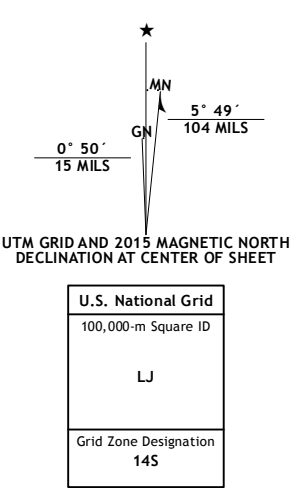 ★
MN
5° 49´
104 MILS
GN
0° 50´
15 MILS
UTM GRID AND 2015 MAGNETIC NORTH
DECLINATION AT CENTER OF SHEET
U.S. National Grid
100,000-m Square ID
LJ
Grid Zone Designation
14S